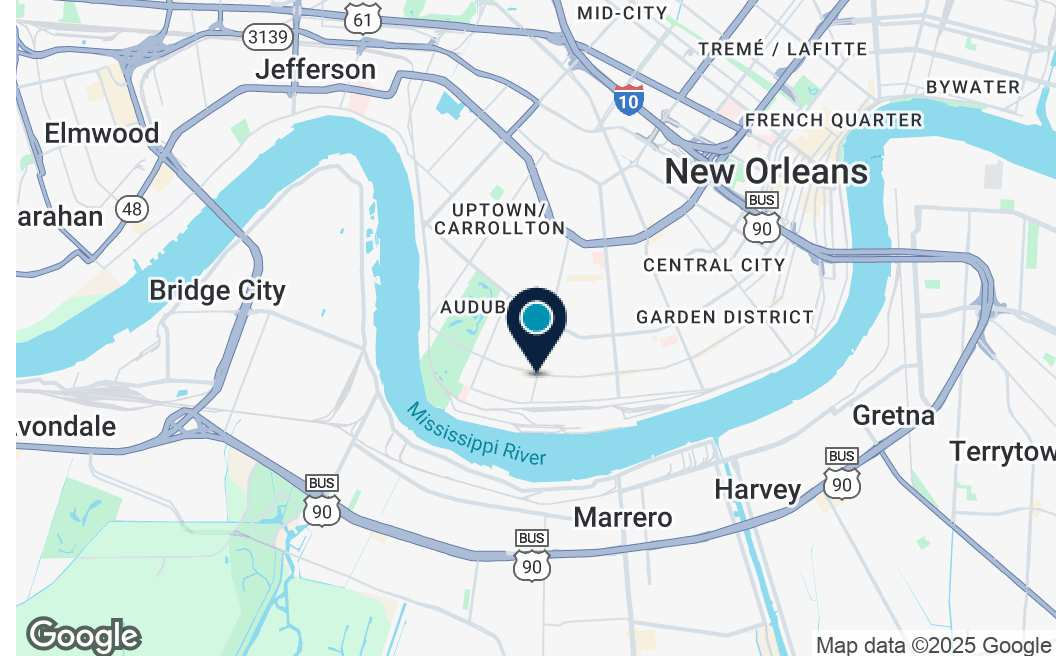 61
MID-CITY
3139
TREMÉ / LAFITTE
Jefferson
BYWATER
10
FRENCH QUARTER
Elmwood
New Orleans
BUS
90
arahan
48
UPTOWN/
CARROLLTON
CENTRAL CITY
Bridge City
AUDUB
GARDEN DISTRICT
Mississippi River
Gretna
vondale
Terrytow
BUS
90
BUS
90
Harvey
Marrero
BUS
90
Google
Map data ©2025 Google